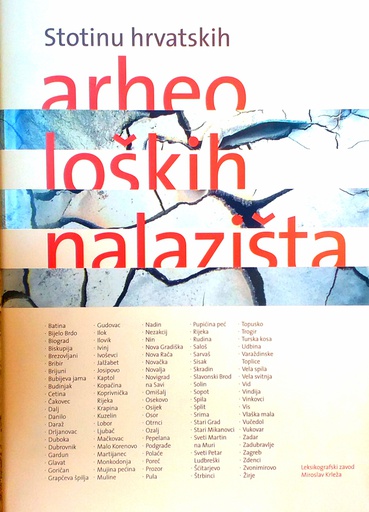 Stotinu hrvatskih
arheo
loških
nalazišta
Batina
Bijelo Brdo
Biograd
Biskupija
Brezovljani
Bribir
Brijuni
Bubijeva jama
Budinjak
Cetina
Čakovec
Dalj
Danilo
Daraž
Drljanovac
Duboka
Dubrovnik
Gardun
Glavat
Goričan
Grapčeva špilja
Gudovac
Ilok
Ilovik
Ivinj
Ivoševci
Jalžabet
Josipovo
Kaptol
Kopačina
Koprivnička
Rijeka
Krapina
Kuzelin
Lobor
Ljubač
Mačkovac
Malo Korenovo
Martijanec
Monkodonja
Mujina pećina
Muline
Nadin
Nezakcij
Nin
Nova Gradiška
Nova Rača
Novačka
Novalja
Novigrad
na Savi
Omišalj
Orsekovo
Osijek
Osor
Otrnci
Ozalj
Pepelana
Podgrađe
Polače
Poreč
Prozor
Pula
Pupićina peć
Rijeka
Rudina
Saloš
Sarvaš
Sisak
Skradin
Slavonski Brod
Solin
Sopot
Spila
Split
Srima
Stari Grad
Stari Mikanovci
Sveti Martin
na Muri
Sveti Petar
Ludbreški
Ščitarjevo
Štrbinci
Topusko
Trogir
Turska kosa
Udbina
Varaždinske
Toplice
Vela spila
Vela svitnja
Vid
Vindija
Vinkovci
Vis
Vlaška mala
Vučedol
Vukovar
Zadar
Zadubravlje
Zagreb
Zdenci
Zvonimirovo
Žirje
Leksikografski zavod
Miroslav Krleža